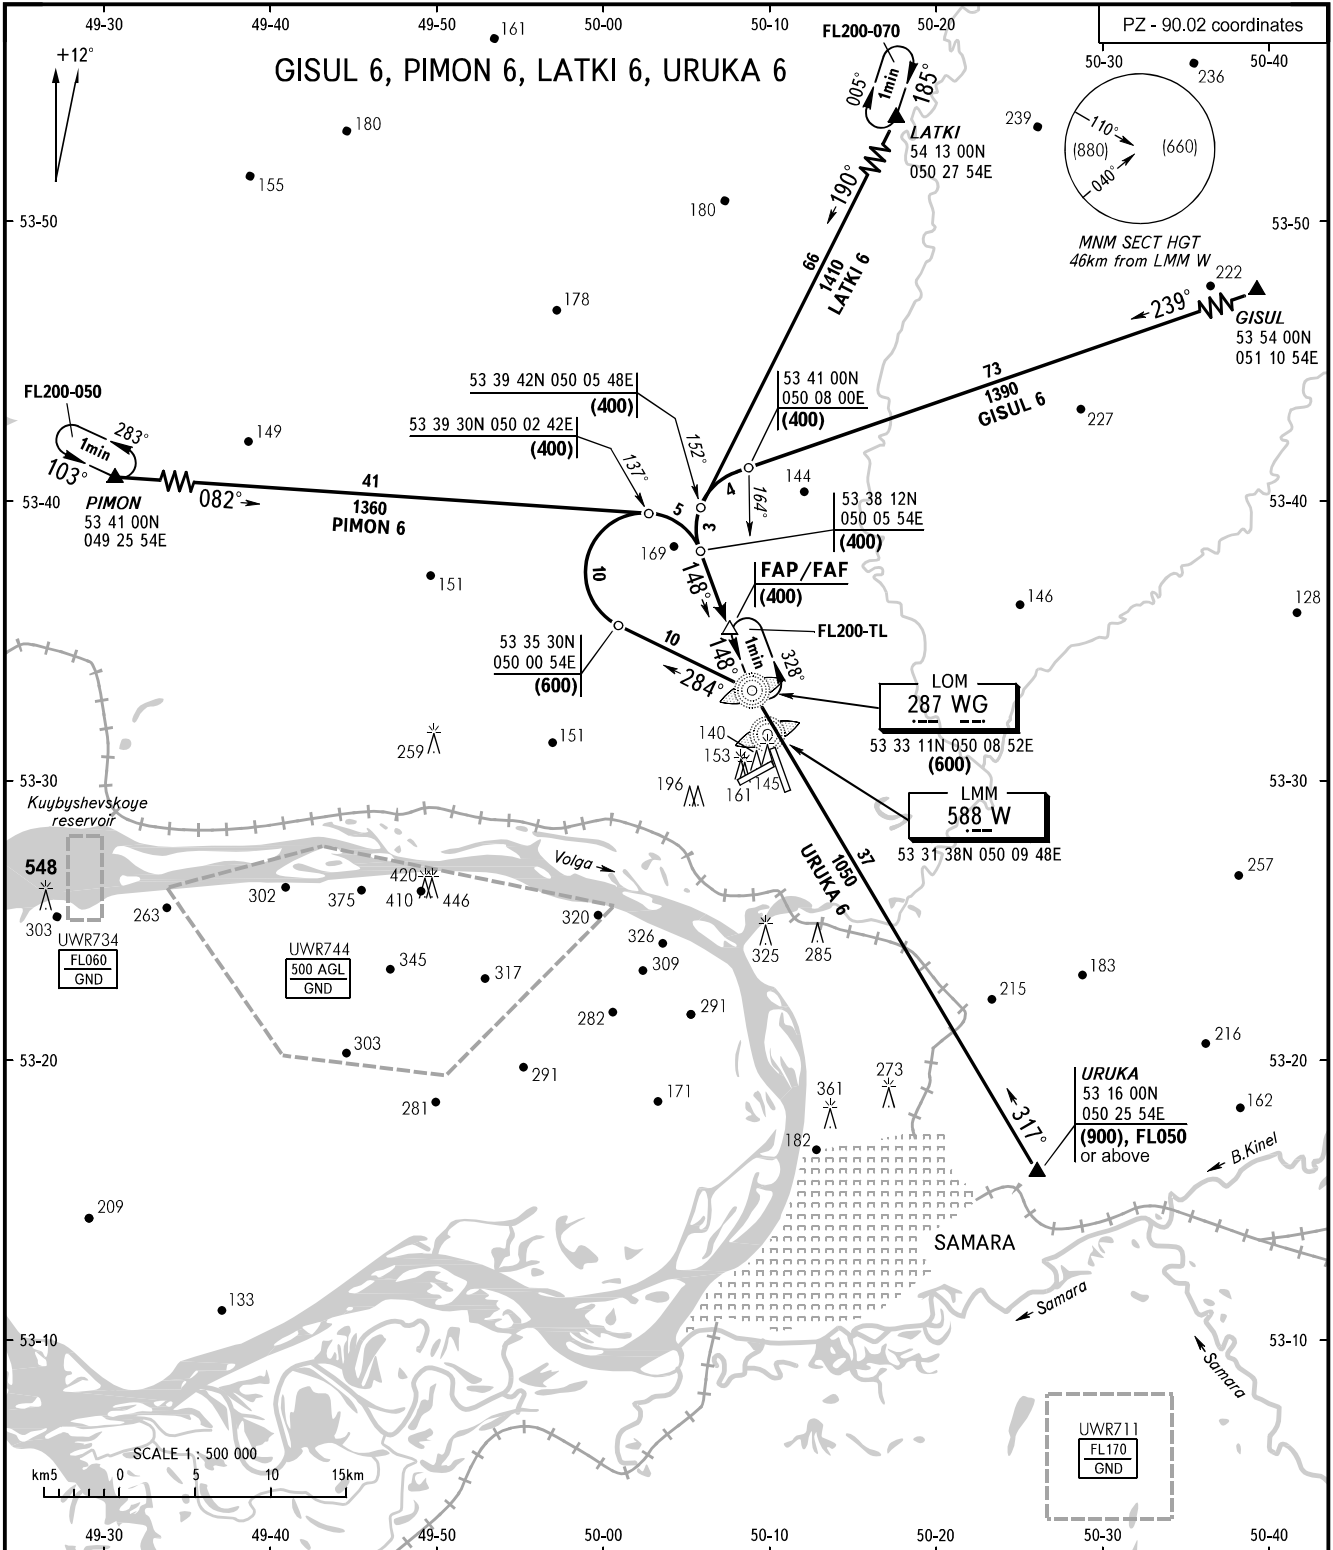 49-30
49-40
49-50
50-00
50-10
50-20
PZ - 90.02 coordinates
50-30
50-40
+12°
161
GISUL 6, PIMON 6, LATKI 6, URUKA 6
FL200-070
005°
1min
185°
LATKI
54 13 00N
050 27 54E
239
236
110°
(880)
(660)
040°
MNM SECT HGT
46km from LMM W
180
155
180
53-50
53-50
190°
66
1410
LATKI 6
222
239°
GISUL
53 54 00N
051 10 54E
178
73
1390
GISUL 6
227
FL200-050
283°
1min
103°
PIMON
53 41 00N
049 25 54E
149
53 39 42N 050 05 48E
(400)
53 39 30N 050 02 42E
(400)
53 41 00N
050 08 00E
(400)
137°
152°
164°
144
53-40
53-40
082°
41
1360
PIMON 6
5
4
3
53 38 12N
050 05 54E
(400)
169
148°
FAP/FAF
(400)
151
10
146
128
FL200-TL
1min
328°
148°
53 35 30N
050 00 54E
(600)
10
284°
LOM
287 WG
53 33 11N 050 08 52E
(600)
259
151
140
153
196
161
145
53-30
53-30
LMM
588 W
53 31 38N 050 09 48E
Kuybyshevskoye
reservoir
Volga
37
1050
URUKA 6
548
303
263
302
375
420
410
446
320
257
UWR734
FL060
GND
UWR744
500 AGL
GND
345
317
326
309
325
285
282
291
215
183
303
291
281
171
273
361
182
53-20
53-20
216
162
URUKA
53 16 00N
050 25 54E
(900), FL050
or above
317°
B.Kinel
209
SAMARA
133
Samara
53-10
53-10
Samara
UWR711
FL170
GND
SCALE 1 : 500 000
km5
0
5
10
15km
49-30
49-40
49-50
50-00
50-10
50-20
50-30
50-40